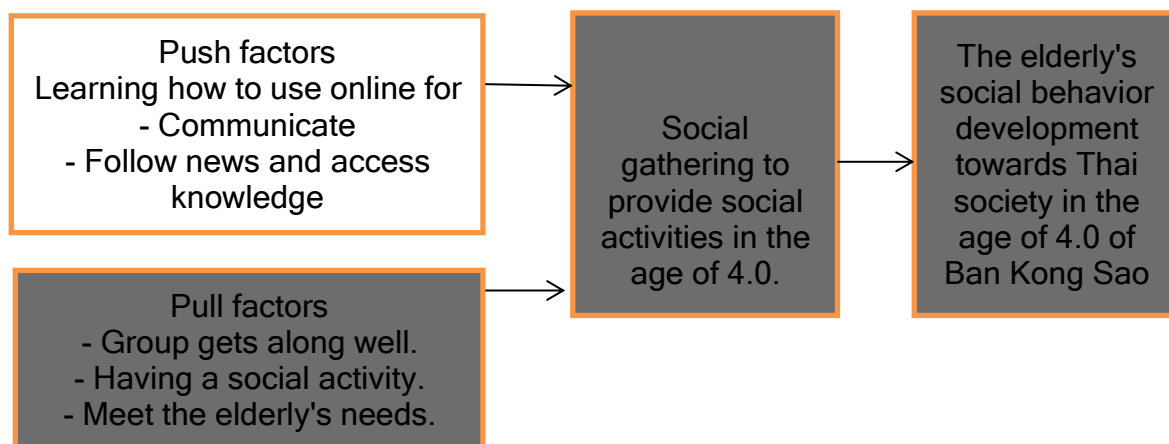 Push factors
Learning how to use online for
- Communicate
- Follow news and access
knowledge
Pull factors
- Group gets along well.
- Having a social activity.
- Meet the elderly's needs.
Social
gathering to
provide social
activities in the
age of 4.0.
The elderly's
social behavior
development
towards Thai
society in the
age of 4.0 of
Ban Kong Sao